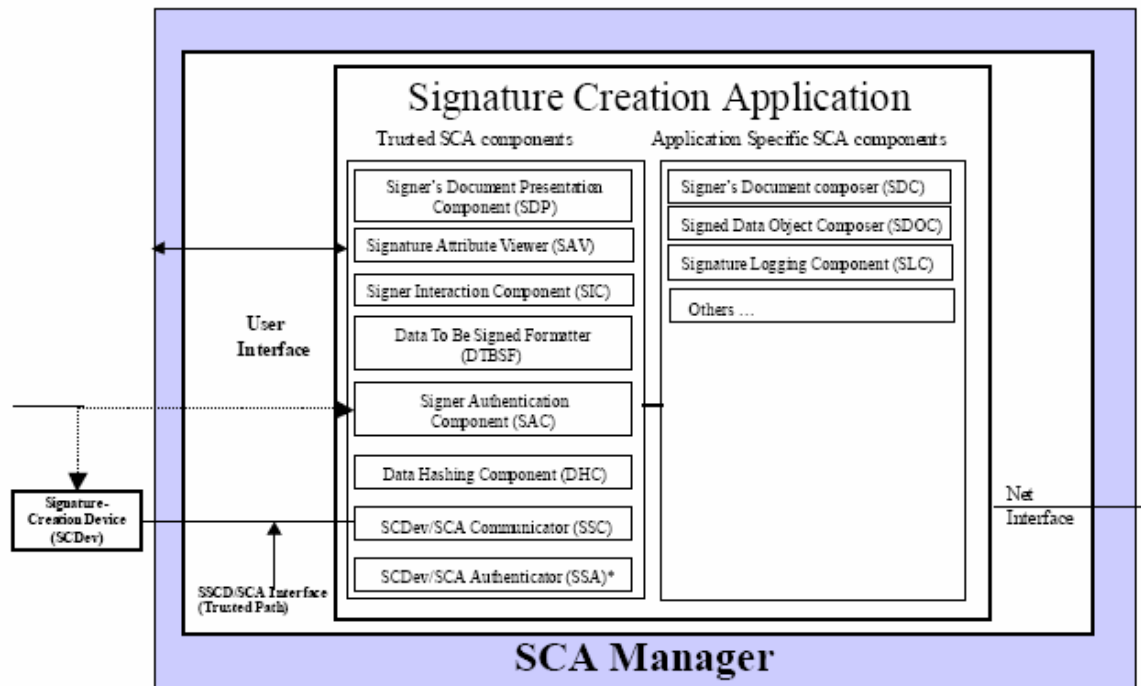 Signature Creation Application
Trusted SCA components
Application Specific SCA components
Signer's Document Presentation
Component (SDP)
Signature Attribute Viewer (SAV)
Signer Interaction Component (SIC)
Data To Be Signed Formatter
(DTBSF)
Signer Authentication
Component (SAC)
Data Hashing Component (DHC)
SCDev/SCA Communicator (SSC)
SCDev/SCA Authenticator (SSA)*
Signer's Document composer (SDC)
Signed Data Object Composer (SDOC)
Signature Logging Component (SLC)
Others ...
User
Interface
Signature-
Creation Device
(SCDev)
SSCD/SCA Interface
(Trusted Path)
Net
Interface
SCA Manager